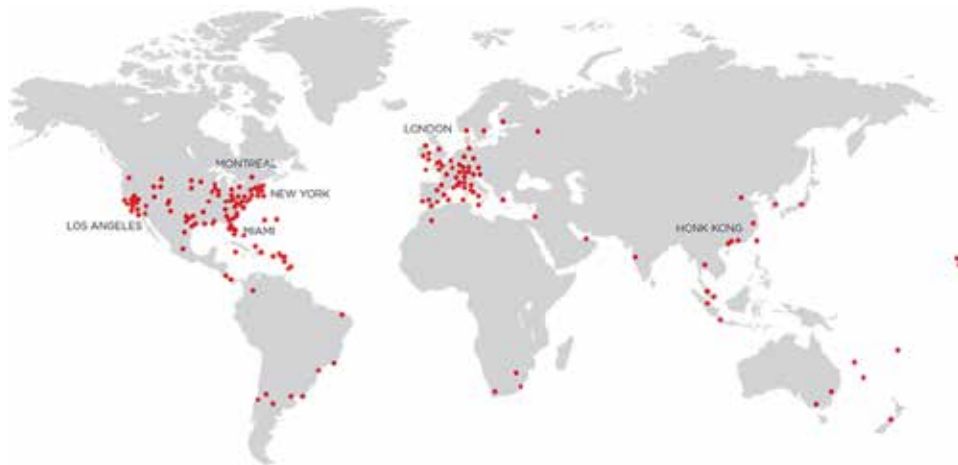 LONDON
MONTREAL
NEW YORK
LOS ANGELES
MIAMI
HONK KONG